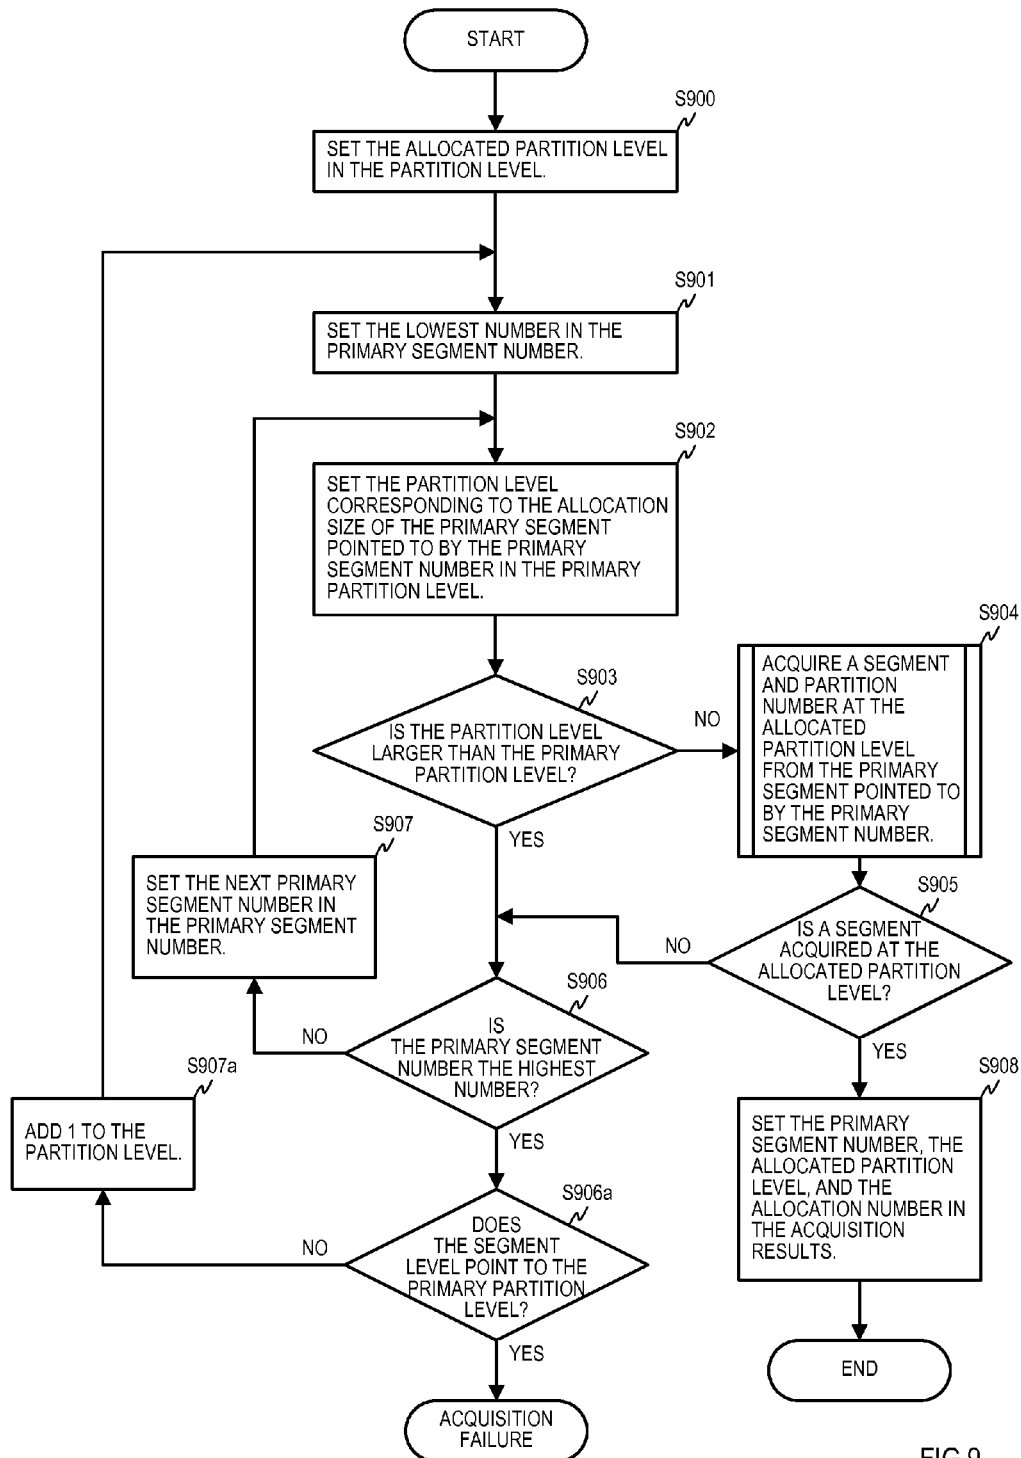 START
S900
SET THE ALLOCATED PARTITION LEVEL
IN THE PARTITION LEVEL.
S901
SET THE LOWEST NUMBER IN THE
PRIMARY SEGMENT NUMBER.
S902
SET THE PARTITION LEVEL
CORRESPONDING TO THE ALLOCATION
SIZE OF THE PRIMARY SEGMENT
POINTED TO BY THE PRIMARY
SEGMENT NUMBER IN THE PRIMARY
PARTITION LEVEL.
S903
IS THE PARTITION LEVEL
LARGER THAN THE PRIMARY
PARTITION LEVEL?
NO
YES
S904
ACQUIRE A SEGMENT
AND PARTITION
NUMBER AT THE
ALLOCATED
PARTITION LEVEL
FROM THE PRIMARY
SEGMENT POINTED TO
BY THE PRIMARY
SEGMENT NUMBER.
S905
IS A SEGMENT
ACQUIRED AT THE
ALLOCATED PARTITION
LEVEL?
NO
YES
S907
SET THE NEXT PRIMARY
SEGMENT NUMBER IN
THE PRIMARY SEGMENT
NUMBER.
S906
IS
THE PRIMARY SEGMENT
NUMBER THE HIGHEST
NUMBER?
NO
YES
S907a
ADD 1 TO THE
PARTITION LEVEL.
S906a
DOES
THE SEGMENT
LEVEL POINT TO THE
PRIMARY PARTITION
LEVEL?
NO
YES
S908
SET THE PRIMARY
SEGMENT NUMBER, THE
ALLOCATED PARTITION
LEVEL, AND THE
ALLOCATION NUMBER IN
THE ACQUISITION
RESULTS.
END
ACQUISITION
FAILURE
FIG.9